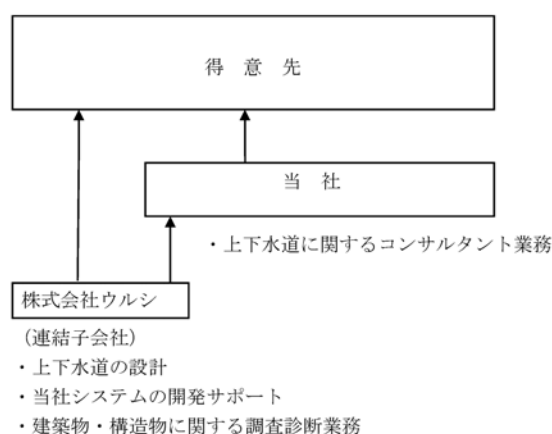 得 意 先
当 社
・上下水道に関するコンサルタント業務
株式会社ウルシ
(連結子会社)
・上下水道の設計
・当社システムの開発サポート
・建築物・構造物に関する調査診断業務